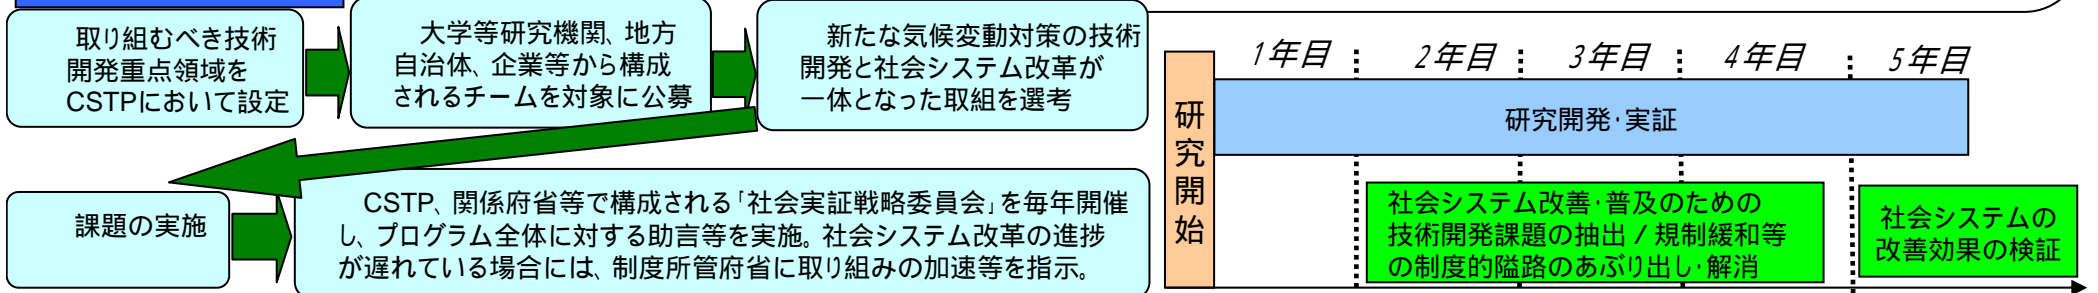 取り組むべき技術
開発重点領域を
CSTPにおいて設定
大学等研究機関、地方
自治体、企業等から構成
されるチームを対象に公募
新たな気候変動対策の技術
開発と社会システム改革が
一体となった取組を選考
課題の実施
CSTP、関係府省等で構成される「社会実証戦略委員会」を毎年開催
し、プログラム全体に対する助言等を実施。社会システム改革の進捗
が遅れている場合には、制度所管府省に取り組みの加速等を指示。
研究開始
1年目
2年目
3年目
4年目
5年目
研究開発・実証
社会システム改善・普及のための
技術開発課題の抽出／規制緩和等
の制度的隘路のあぶり出し・解消
社会システムの
改善効果の検証